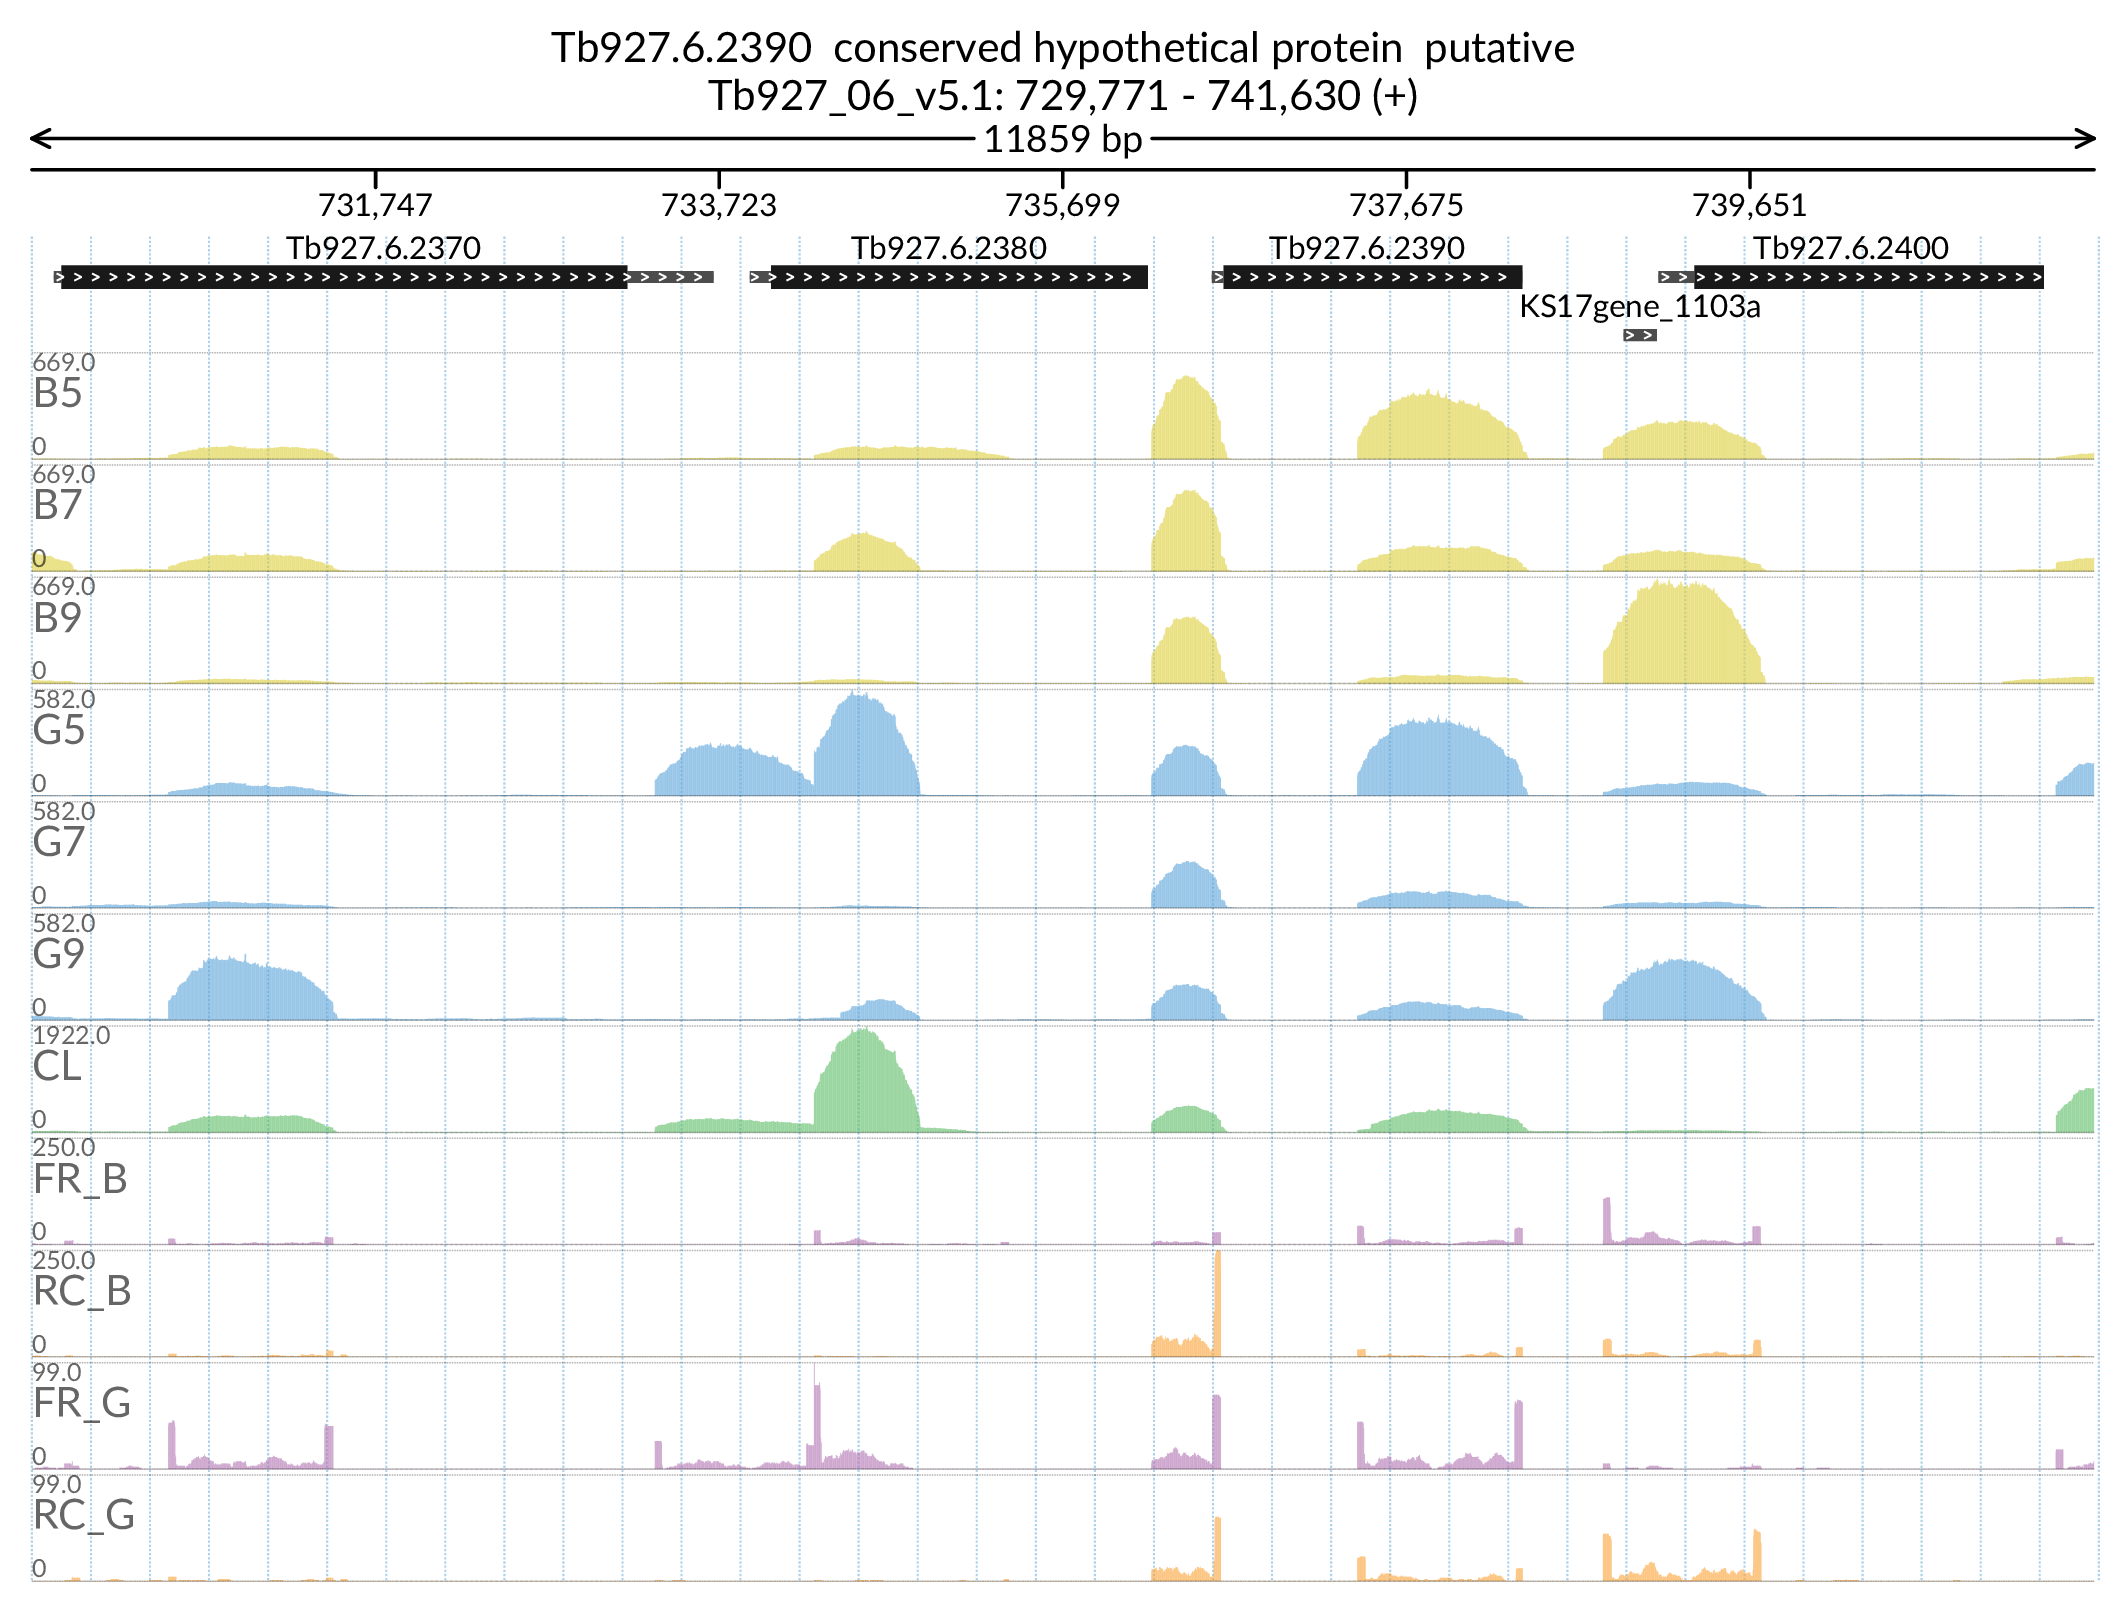 Tb927.6.2390  conserved hypothetical protein  putative
Tb927_06_v5.1: 729,771 - 741,630 (+)
11859 bp
731,747 733,723 735,699 737,675 739,651
Tb927.6.2370 Tb927.6.2380 Tb927.6.2390 Tb927.6.2400
KS17gene_1103a
669.0
B5
0
669.0
B7
0
669.0
B9
0
582.0
G5
0
582.0
G7
0
582.0
G9
0
1922.0
CL
0
250.0
FR_B
0
250.0
RC_B
0
99.0
FR_G
0
99.0
RC_G
0